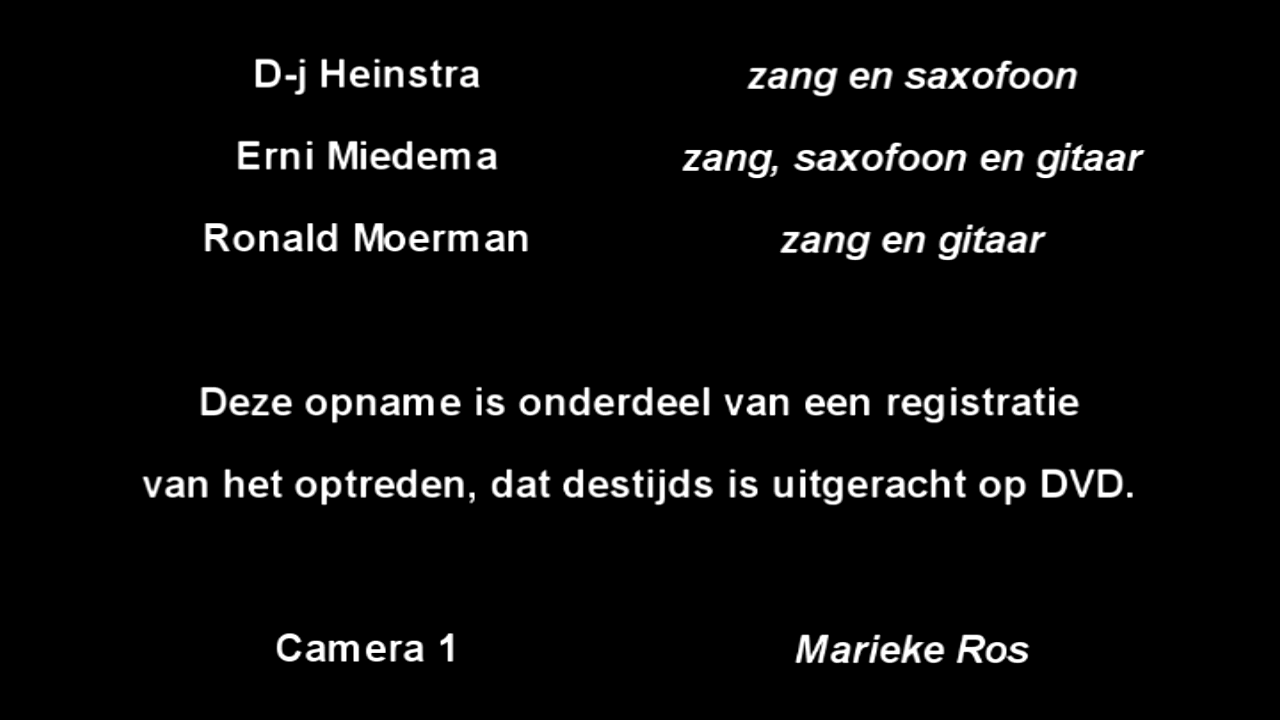 D-j Heinstra zang en saxofoon
Erni Miedema zang, saxofoon en gitaar
Ronald Moerman zang en gitaar
Deze opname is onderdeel van een registratie
van het optreden, dat destijds is uitgeracht op DVD.
Camera 1 Marieke Ros